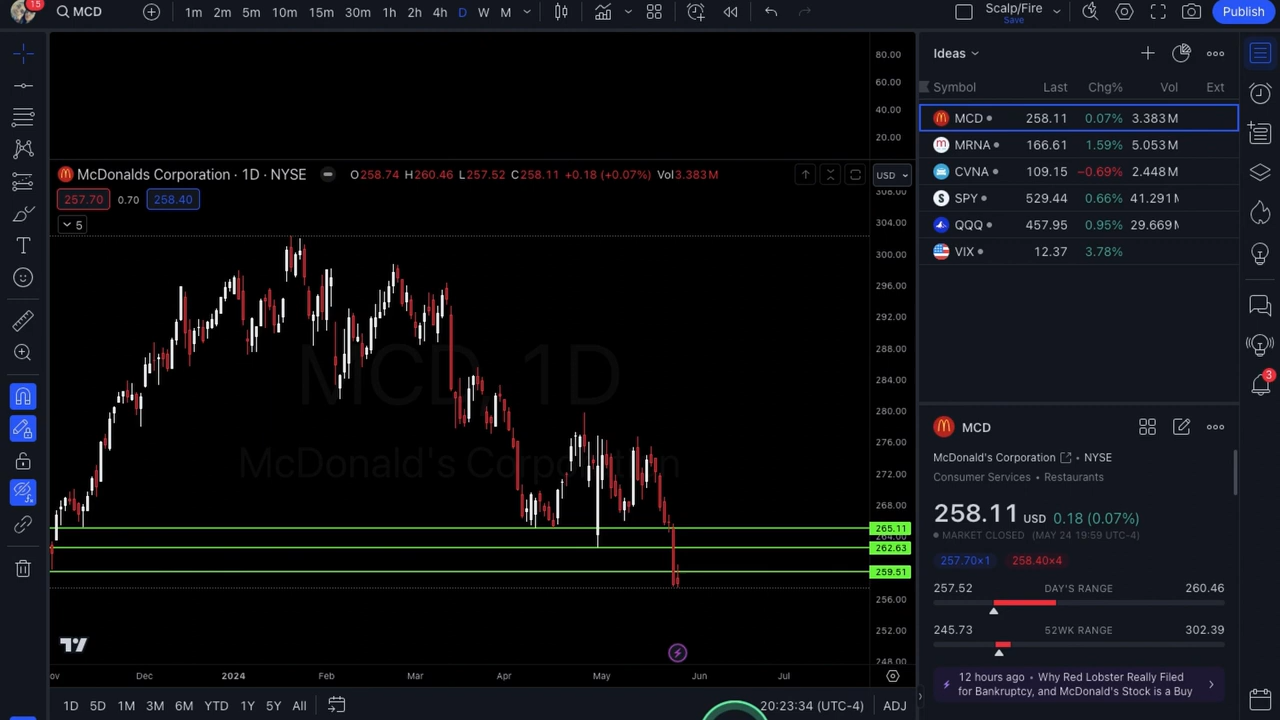 15
MCD
1m 2m 5m 10m 15m 30m 1h 2h 4h D W M
Scalp/Fire
Save
Publish
80.00
60.00
40.00
20.00
McDonalds Corporation · 1D · NYSE
O258.74 H260.46 L257.52 C258.11 +0.18 (+0.07%) Vol3.383M
USD
257.70 0.70 258.40
5
308.00
304.00
300.00
296.00
292.00
288.00
284.00
280.00
276.00
272.00
268.00
265.11
264.00
262.63
259.51
256.00
252.00
248.00
MCD, 1D
McDonald's Corporation
Dec 2024 Feb Mar Apr May Jun Jul
1D 5D 1M 3M 6M YTD 1Y 5Y All
20:23:34 (UTC-4) ADJ
Ideas
Symbol Last Chg% Vol Ext
MCD 258.11 0.07% 3.383M
MRNA 166.61 1.59% 5.053M
CVNA 109.15 −0.69% 2.448M
SPY 529.44 0.66% 41.291M
QQQ 457.95 0.95% 29.669M
VIX 12.37 3.78%
3
MCD
McDonald's Corporation • NYSE
Consumer Services • Restaurants
258.11 USD 0.18 (0.07%)
MARKET CLOSED (MAY 24 19:59 UTC-4)
257.70×1 258.40×4
257.52 DAY'S RANGE 260.46
245.73 52WK RANGE 302.39
12 hours ago • Why Red Lobster Really Filed
for Bankruptcy, and McDonald's Stock is a Buy